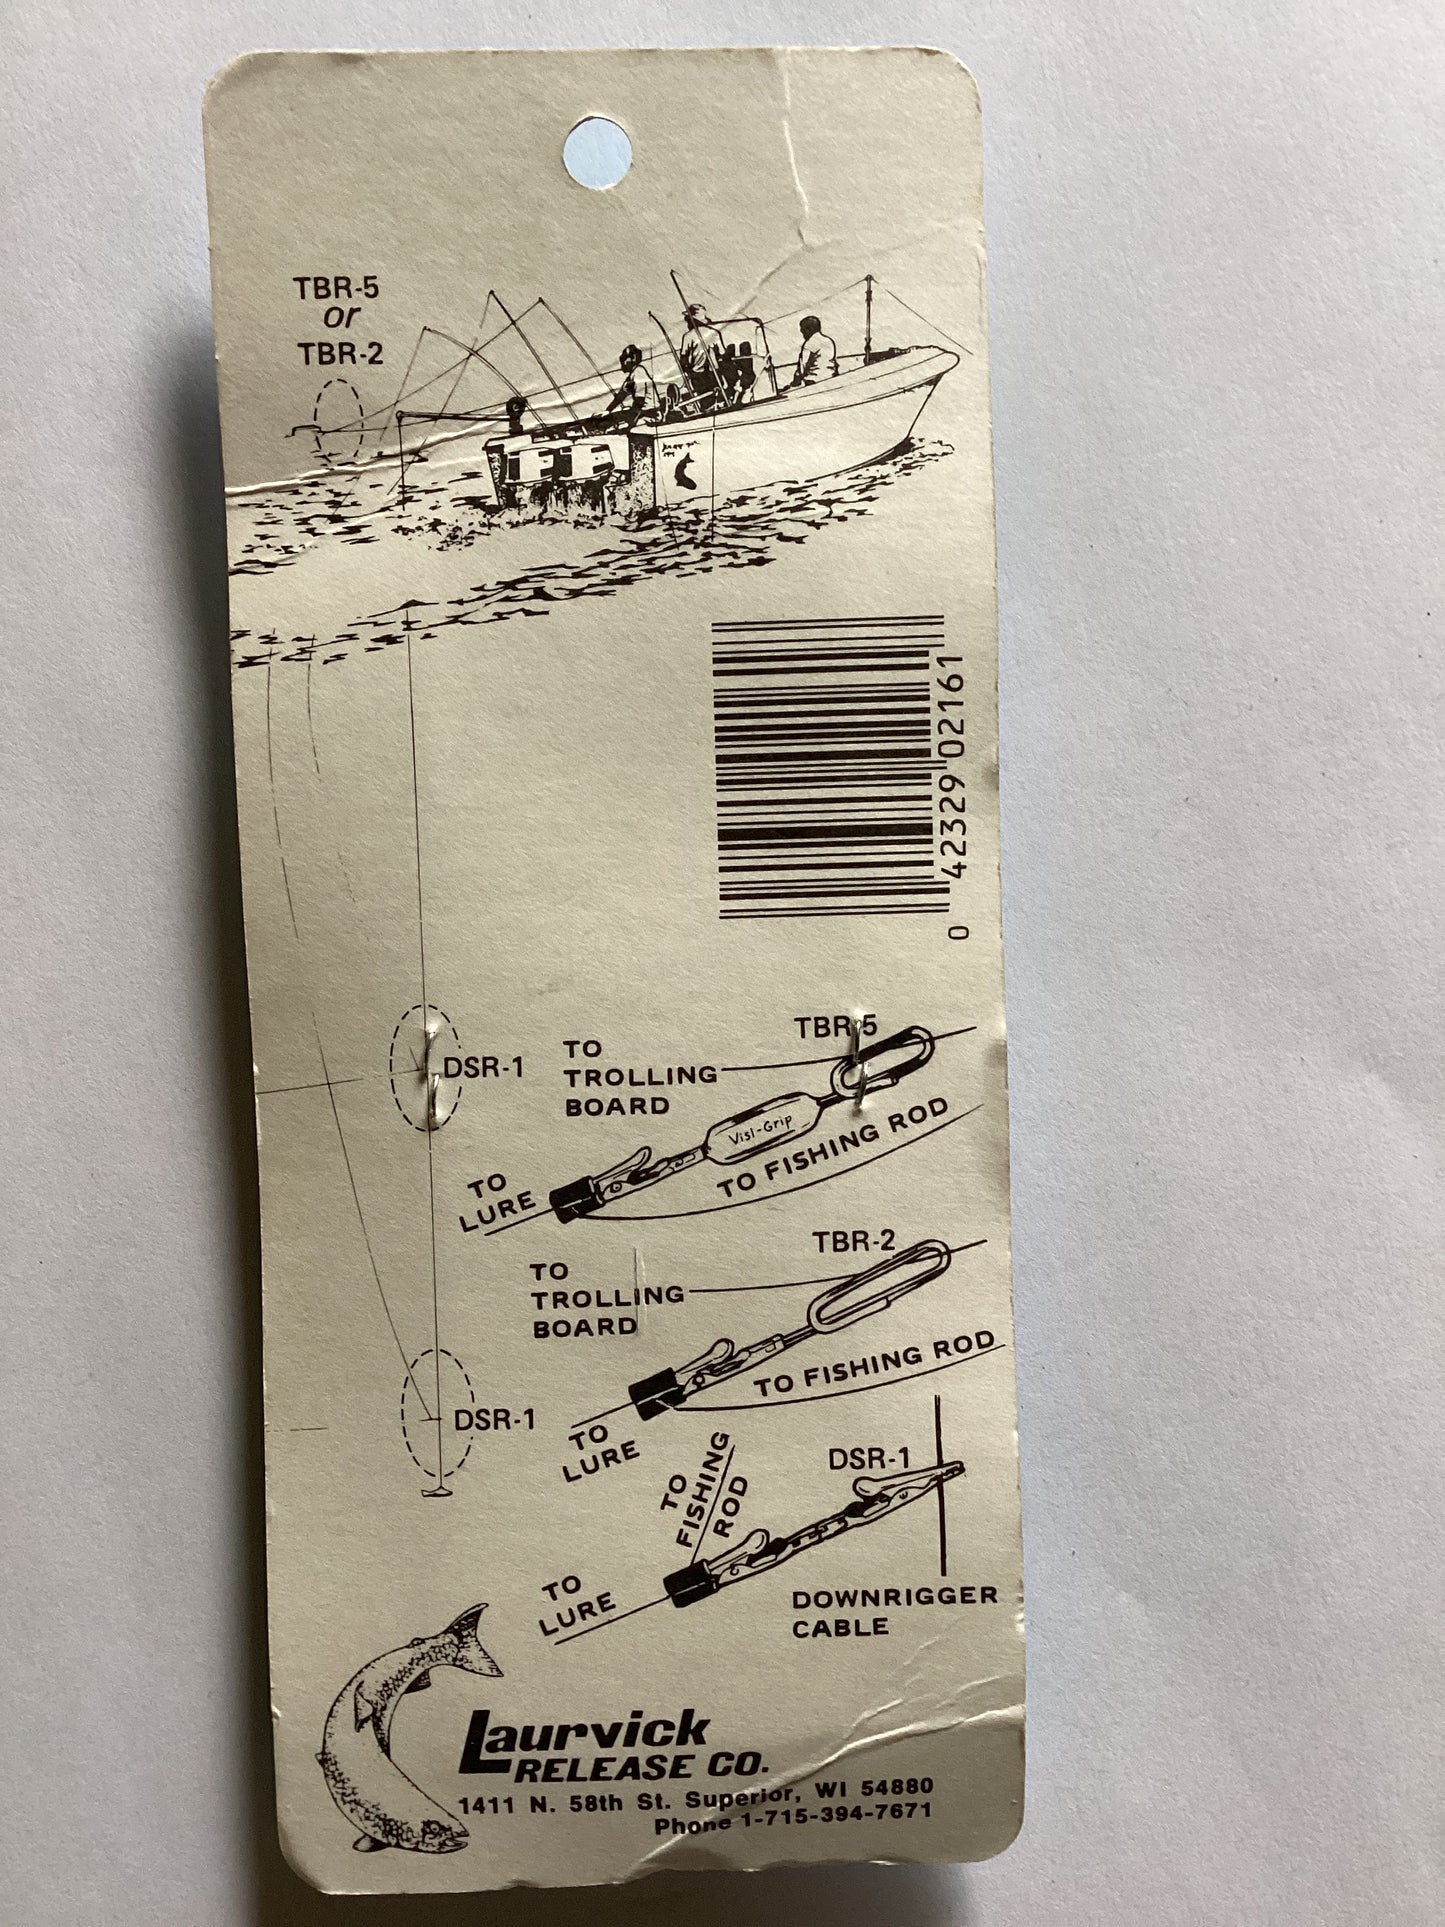 TBR-5
or
TBR-2
0 42329 02161
DSR-1
TBR-5
TO
TROLLING
BOARD
Visi-Grip
TO FISHING ROD
TO
LURE
TBR-2
TO
TROLLING
BOARD
TO FISHING ROD
TO
LURE
DSR-1
DSR-1
TO
FISHING
ROD
TO
LURE
DOWNRIGGER
CABLE
Laurvick
RELEASE CO.
1411 N. 58th St. Superior, WI 54880
Phone 1-715-394-7671